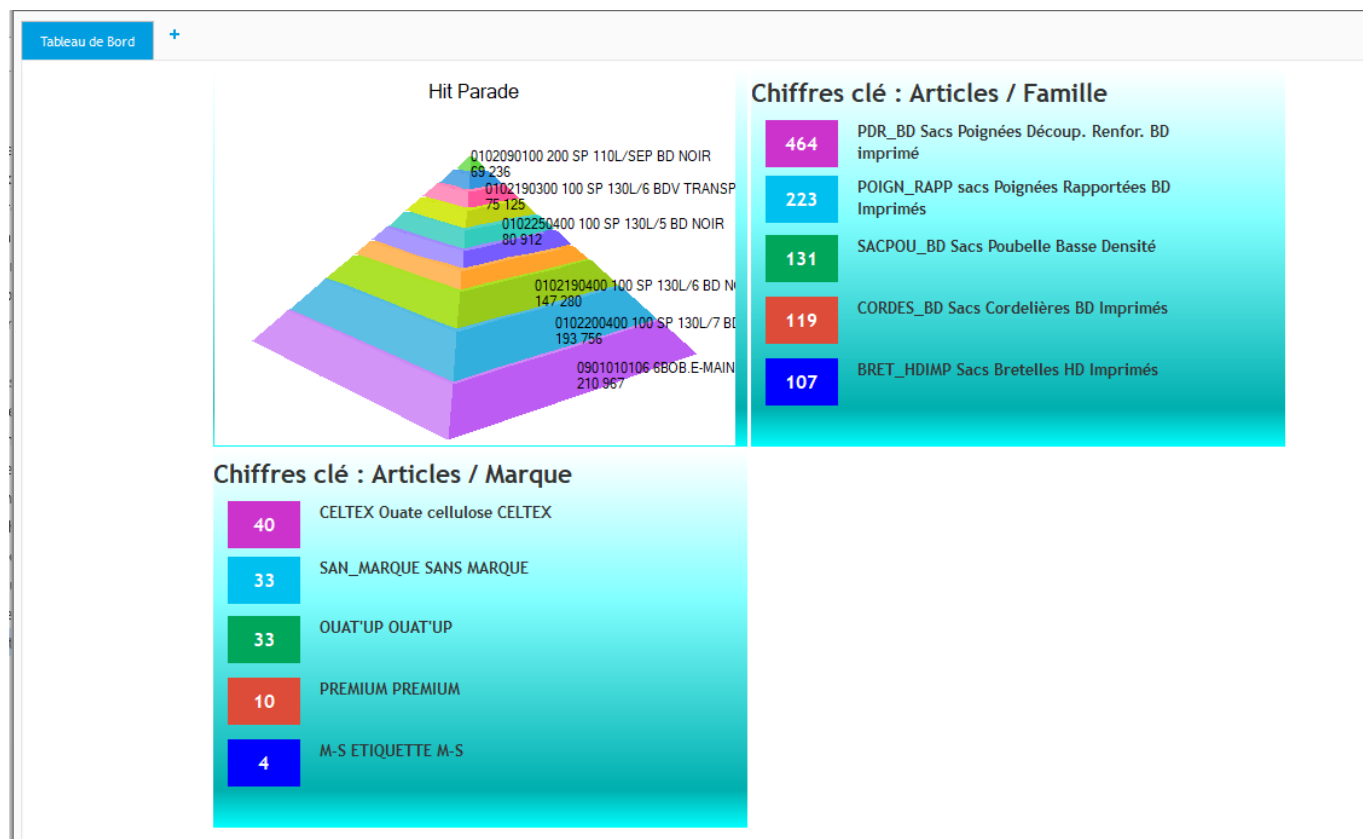 Tableau de Bord
+
Hit Parade
0102090100 200 SP 110L/SEP BD NOIR
69 236
0102190300 100 SP 130L/6 BDV TRANSP
75 125
0102250400 100 SP 130L/5 BD NOIR
80 912
0102190400 100 SP 130L/6 BD
147 280
0102200400 100 SP 130L/7
193 756
0901010106 6BOB.E-MAIN
210 967
Chiffres clé : Articles / Famille
464 PDR_BD Sacs Poignées Découp. Renfor. BD
imprimé
223 POIGN_RAPP sacs Poignées Rapportées BD
Imprimés
131 SACPOU_BD Sacs Poubelle Basse Densité
119 CORDES_BD Sacs Cordelières BD Imprimés
107 BRET_HDIMP Sacs Bretelles HD Imprimés
Chiffres clé : Articles / Marque
40 CELTEX Ouate cellulose CELTEX
33 SAN_MARQUE SANS MARQUE
33 OUAT'UP OUAT'UP
10 PREMIUM PREMIUM
4 M-S ETIQUETTE M-S